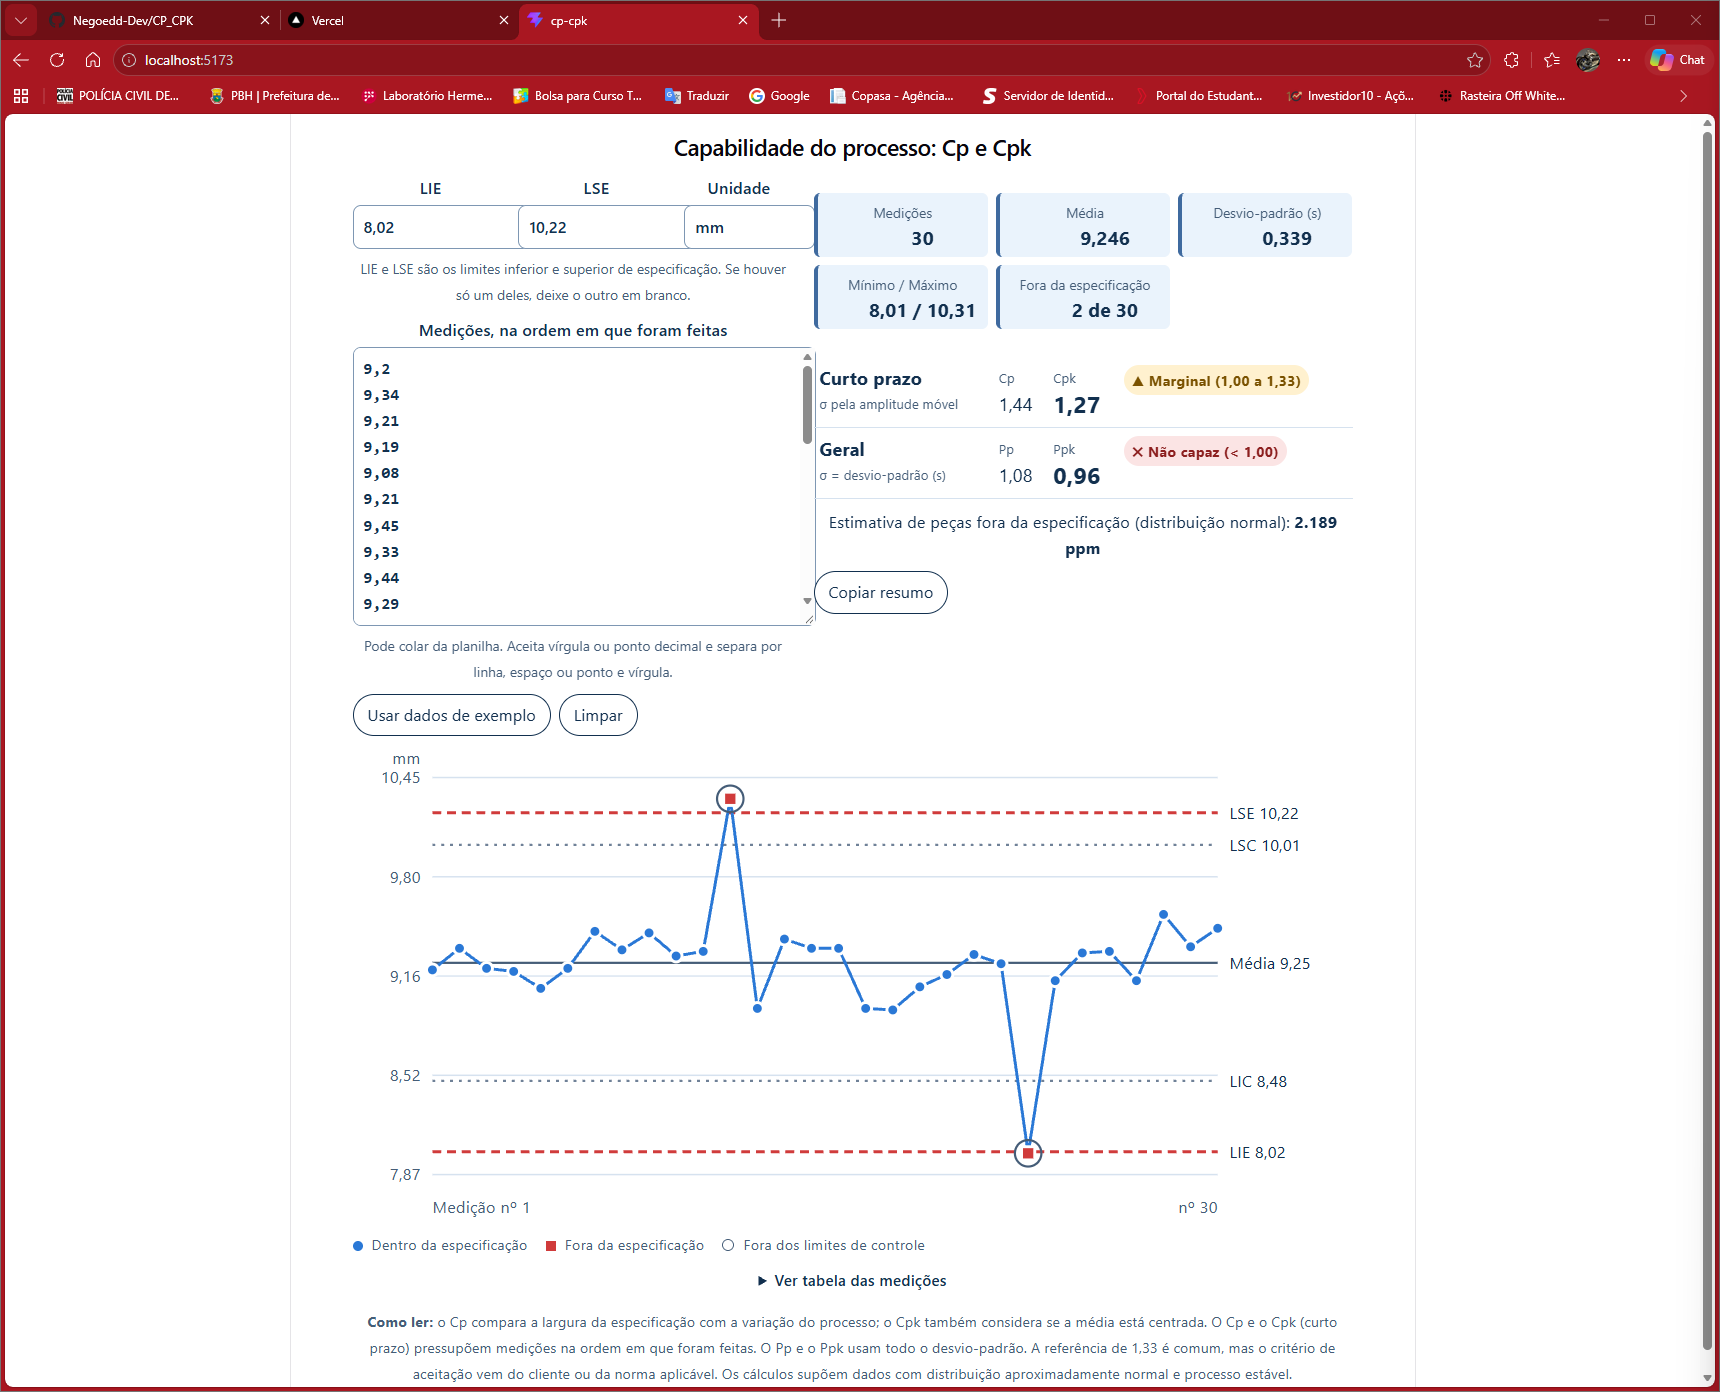 Negoedd-Dev/CP_CPK
Vercel
cp-cpk
localhost:5173
Chat
POLÍCIA CIVIL DE...
PBH | Prefeitura de...
Laboratório Herme...
Bolsa para Curso T...
Traduzir
Google
Copasa - Agência...
Servidor de Identid...
Portal do Estudant...
Investidor10 - Açõ...
Rasteira Off White...
Capabilidade do processo: Cp e Cpk
LIE
LSE
Unidade
8,02
10,22
mm
LIE e LSE são os limites inferior e superior de especificação. Se houver
só um deles, deixe o outro em branco.
Medições, na ordem em que foram feitas
9,2
9,34
9,21
9,19
9,08
9,21
9,45
9,33
9,44
9,29
Pode colar da planilha. Aceita vírgula ou ponto decimal e separa por
linha, espaço ou ponto e vírgula.
Usar dados de exemplo
Limpar
Medições
30
Média
9,246
Desvio-padrão (s)
0,339
Mínimo / Máximo
8,01 / 10,31
Fora da especificação
2 de 30
Curto prazo
σ pela amplitude móvel
Cp
1,44
Cpk
1,27
▲ Marginal (1,00 a 1,33)
Geral
σ = desvio-padrão (s)
Pp
1,08
Ppk
0,96
✕ Não capaz (< 1,00)
Estimativa de peças fora da especificação (distribuição normal): 2.189
ppm
Copiar resumo
mm
10,45
9,80
9,16
8,52
7,87
LSE 10,22
LSC 10,01
Média 9,25
LIC 8,48
LIE 8,02
Medição nº 1
nº 30
Dentro da especificação
Fora da especificação
Fora dos limites de controle
▶ Ver tabela das medições
Como ler: o Cp compara a largura da especificação com a variação do processo; o Cpk também considera se a média está centrada. O Cp e o Cpk (curto
prazo) pressupõem medições na ordem em que foram feitas. O Pp e o Ppk usam todo o desvio-padrão. A referência de 1,33 é comum, mas o critério de
aceitação vem do cliente ou da norma aplicável. Os cálculos supõem dados com distribuição aproximadamente normal e processo estável.